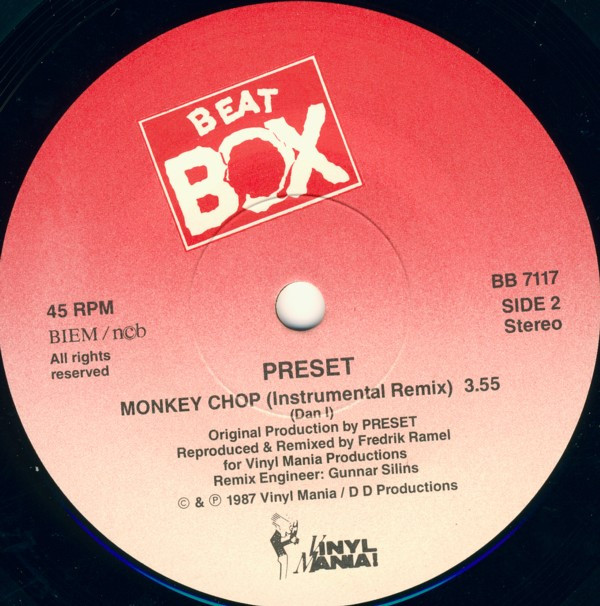 BEAT
BOX
45 RPM
BIEM / n©b
All rights
reserved
BB 7117
SIDE 2
Stereo
PRESET
MONKEY CHOP (Instrumental Remix) 3.55
(Dan I)
Original Production by PRESET
Reproduced & Remixed by Fredrik Ramel
for Vinyl Mania Productions
Remix Engineer: Gunnar Silins
© & ℗ 1987 Vinyl Mania / D D Productions
VINYL
MANIA!